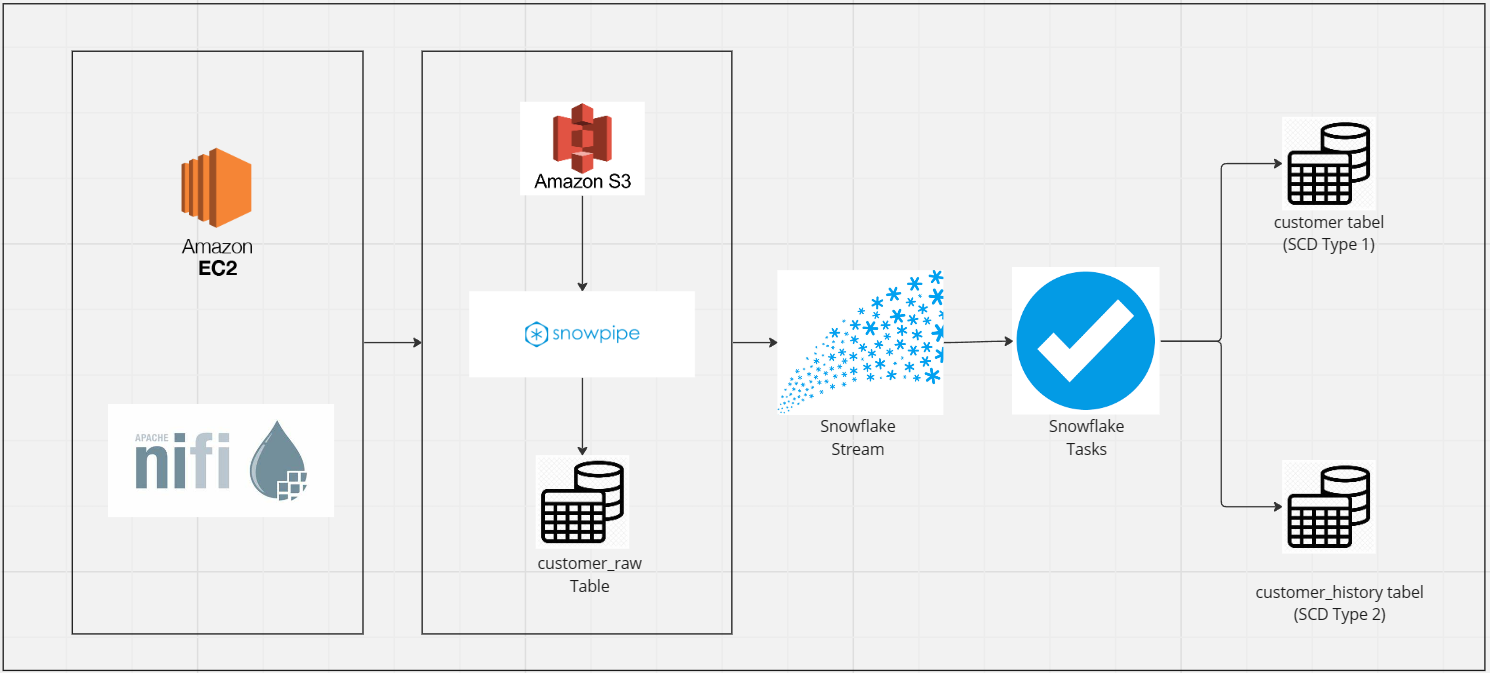 Amazon
EC2
APACHE
nifi
Amazon S3
snowpipe
customer_raw
Table
Snowflake
Stream
Snowflake
Tasks
customer tabel
(SCD Type 1)
customer_history tabel
(SCD Type 2)